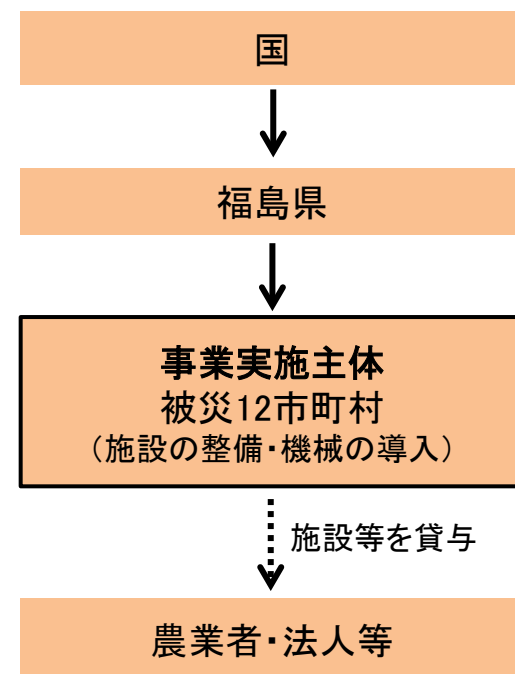 国
福島県
事業実施主体
被災12市町村
（施設の整備・機械の導入）
施設等を貸与
農業者・法人等